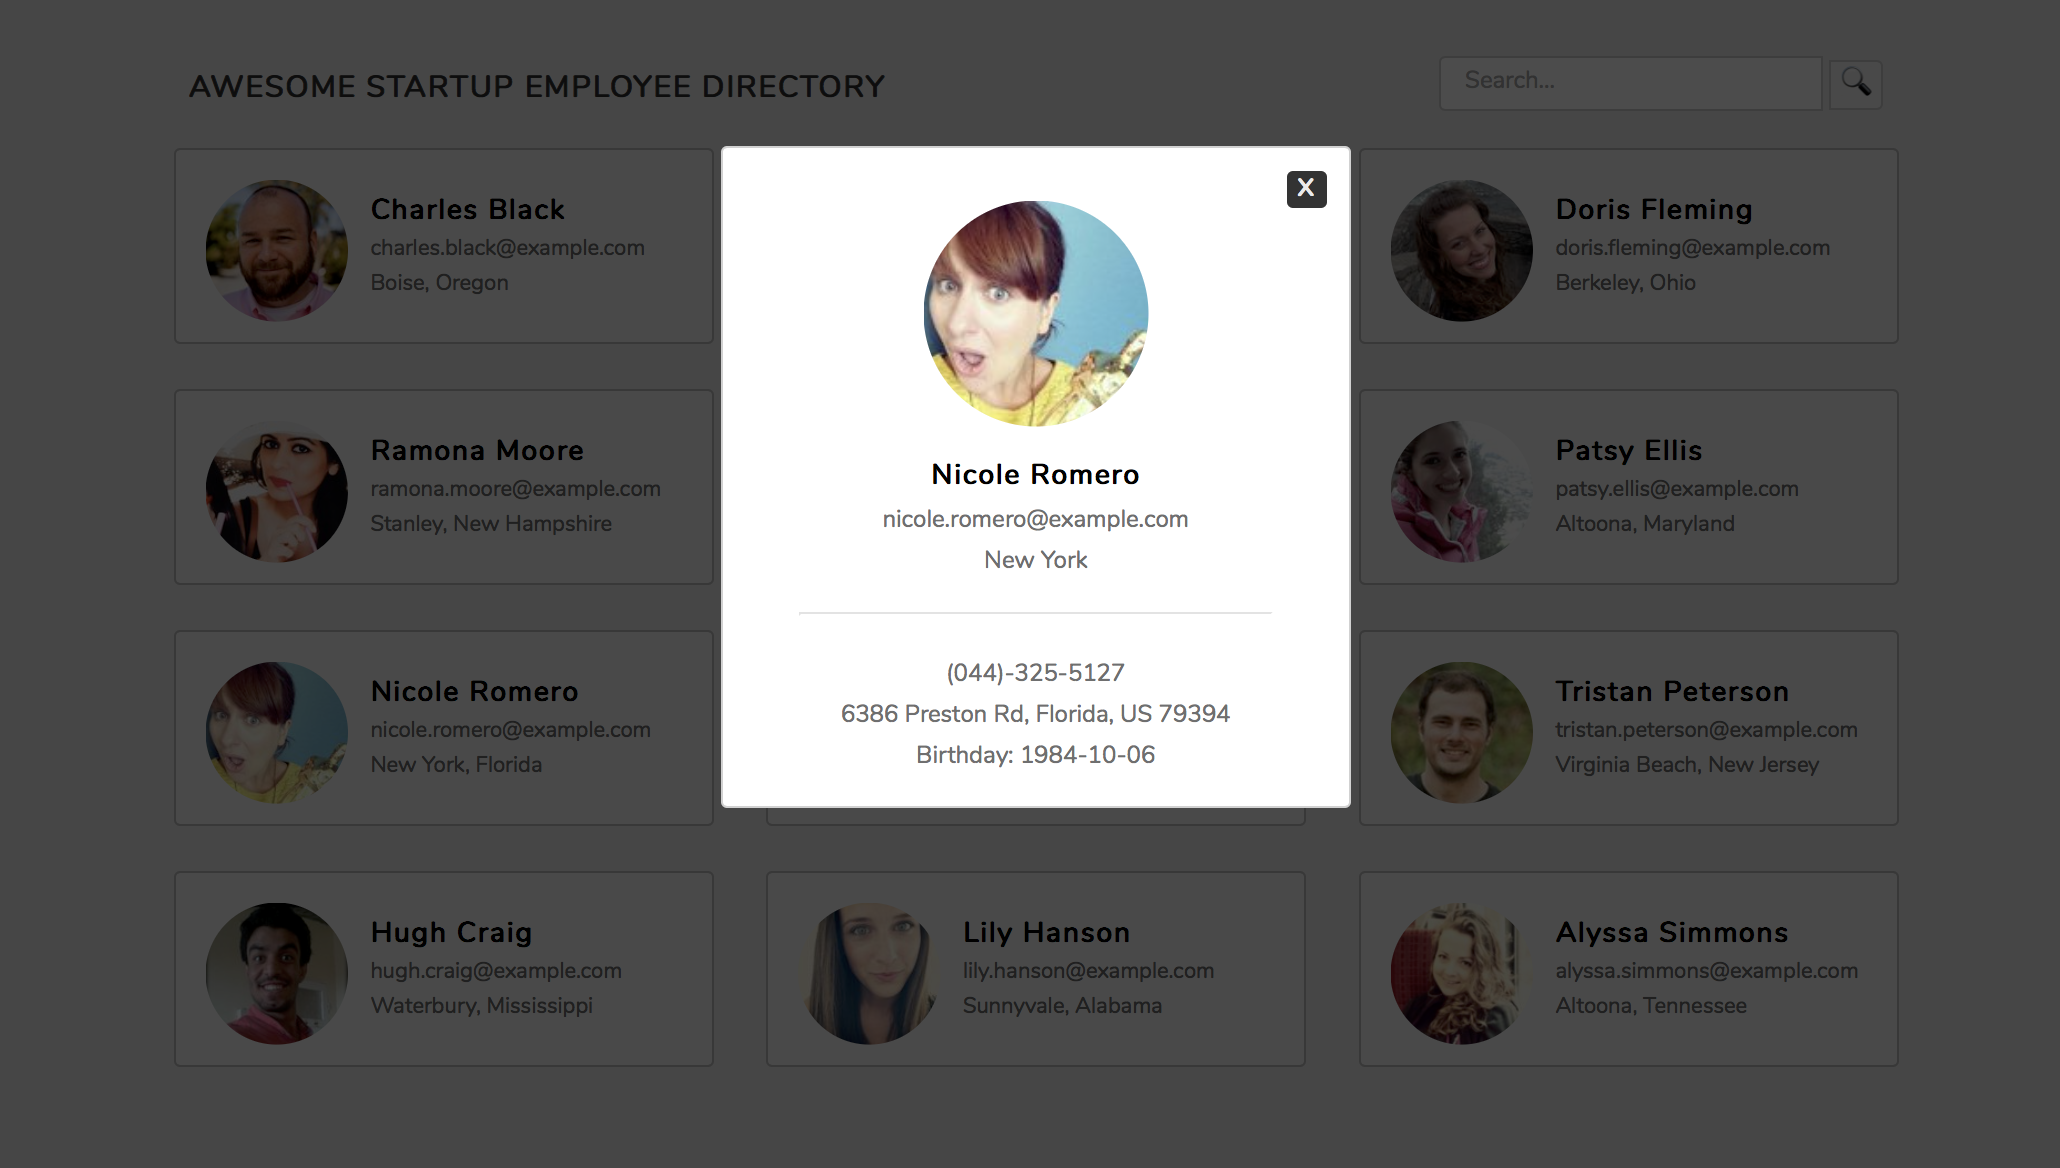 AWESOME STARTUP EMPLOYEE DIRECTORY
Search...
Charles Black
charles.black@example.com
Boise, Oregon
Doris Fleming
doris.fleming@example.com
Berkeley, Ohio
Ramona Moore
ramona.moore@example.com
Stanley, New Hampshire
Patsy Ellis
patsy.ellis@example.com
Altoona, Maryland
Nicole Romero
nicole.romero@example.com
New York, Florida
Tristan Peterson
tristan.peterson@example.com
Virginia Beach, New Jersey
Hugh Craig
hugh.craig@example.com
Waterbury, Mississippi
Lily Hanson
lily.hanson@example.com
Sunnyvale, Alabama
Alyssa Simmons
alyssa.simmons@example.com
Altoona, Tennessee
X
Nicole Romero
nicole.romero@example.com
New York
(044)-325-5127
6386 Preston Rd, Florida, US 79394
Birthday: 1984-10-06